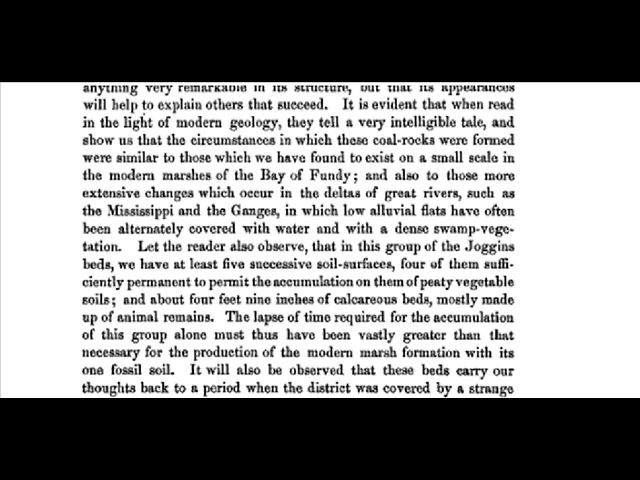 anything very remarkable in its structure, but that its appearances
will help to explain others that succeed. It is evident that when read
in the light of modern geology, they tell a very intelligible tale, and
show us that the circumstances in which these coal-rocks were formed
were similar to those which we have found to exist on a small scale in
the modern marshes of the Bay of Fundy; and also to those more
extensive changes which occur in the deltas of great rivers, such as
the Mississippi and the Ganges, in which low alluvial flats have often
been alternately covered with water and with a dense swamp-vege-
tation. Let the reader also observe, that in this group of the Joggins
beds, we have at least five successive soil-surfaces, four of them suffi-
ciently permanent to permit the accumulation on them of peaty vegetable
soils; and about four feet nine inches of calcareous beds, mostly made
up of animal remains. The lapse of time required for the accumulation
of this group alone must thus have been vastly greater than that
necessary for the production of the modern marsh formation with its
one fossil soil. It will also be observed that these beds carry our
thoughts back to a period when the district was covered by a strange